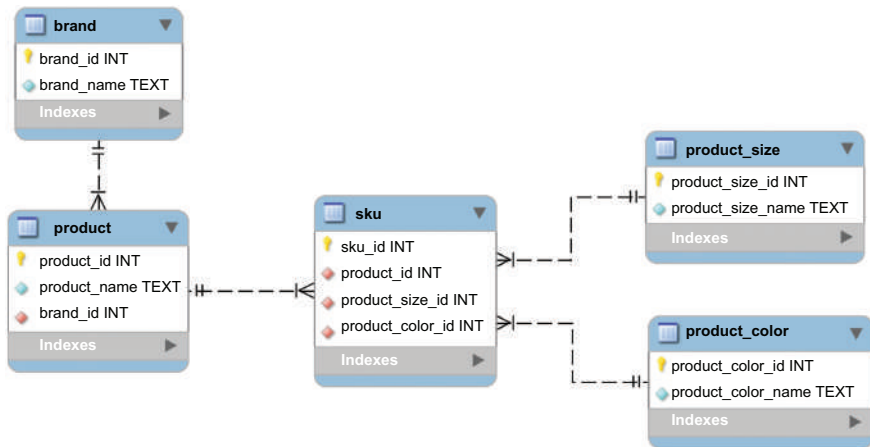 brand
brand_id INT
brand_name TEXT
Indexes
product
product_id INT
product_name TEXT
brand_id INT
Indexes
sku
sku_id INT
product_id INT
product_size_id INT
product_color_id INT
Indexes
product_size
product_size_id INT
product_size_name TEXT
Indexes
product_color
product_color_id INT
product_color_name TEXT
Indexes